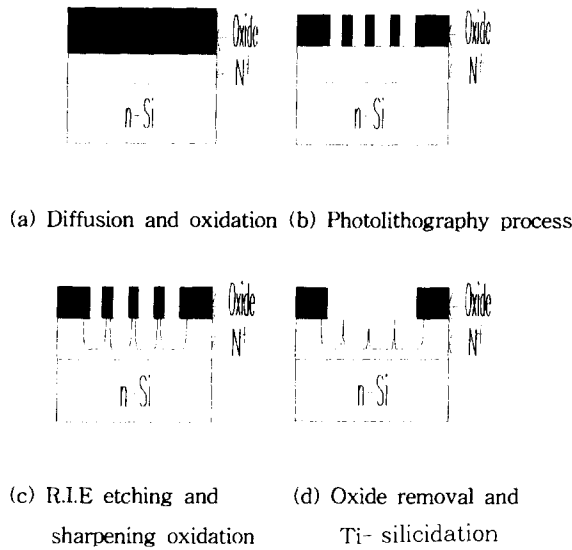 Oxide
N⁺
n-Si
Oxide
N⁺
n-Si
(a) Diffusion and oxidation (b) Photolithography process
Oxide
N⁺
n-Si
Oxide
N⁺
n-Si
(c) R.I.E etching and
sharpening oxidation
(d) Oxide removal and
Ti- silicidation